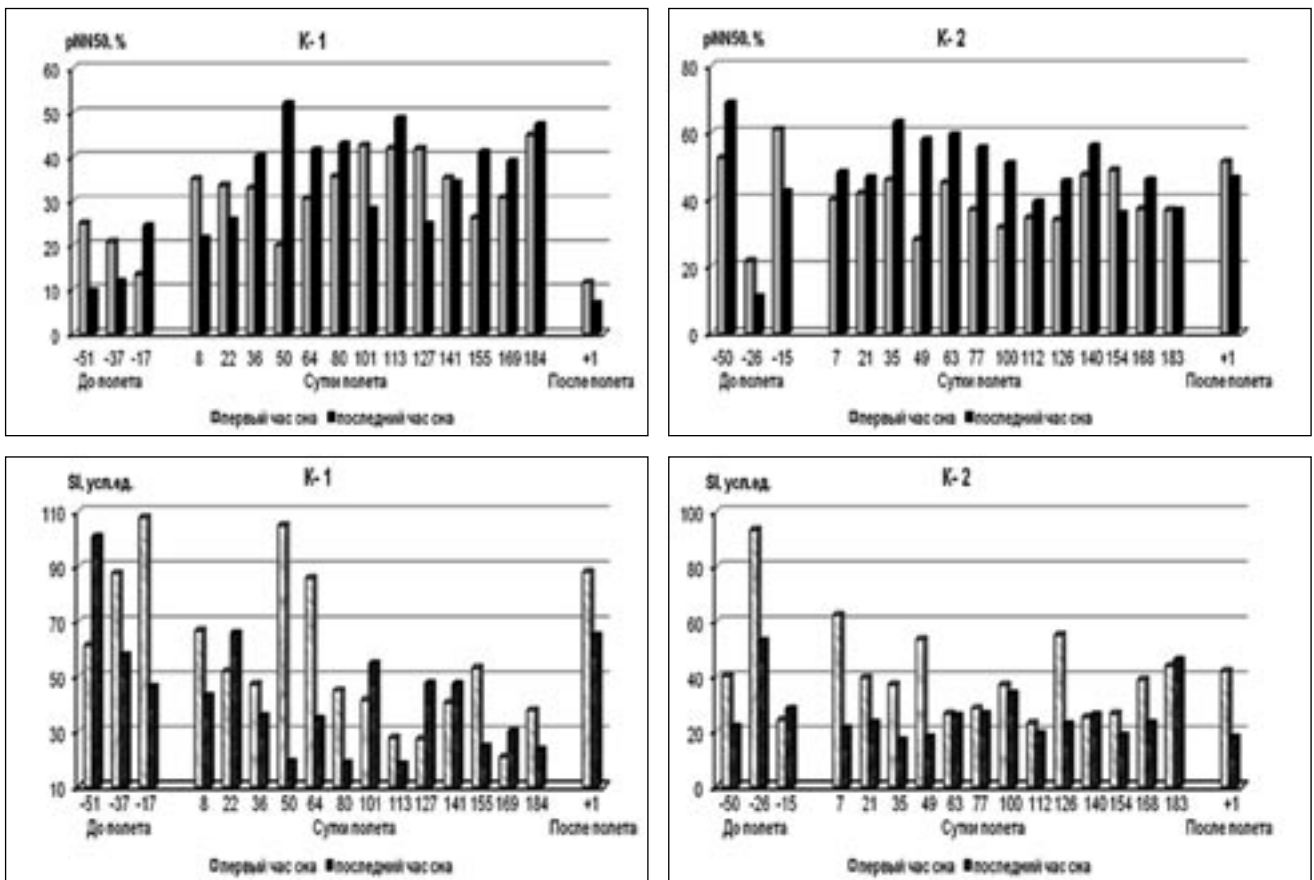 pNN50, %
К- 1
60
50
40
30
20
10
0
-51 -37 -17 8 22 36 50 64 80 101 113 127 141 155 169 184 +1
До полета Сутки полета После полета
первый час сна последний час сна
pNN50, %
К- 2
80
60
40
20
0
-50 -26 -15 7 21 35 49 63 77 100 112 126 140 154 168 183 +1
До полета Сутки полета После полета
первый час сна последний час сна
SI, усл.ед.
К- 1
110
90
70
50
30
10
-51 -37 -17 8 22 36 50 64 80 101 113 127 141 155 169 184 +1
До полета Сутки полета После полета
первый час сна последний час сна
SI, усл.ед.
К- 2
100
80
60
40
20
0
-50 -26 -15 7 21 35 49 63 77 100 112 126 140 154 168 183 +1
До полета Сутки полета После полета
первый час сна последний час сна